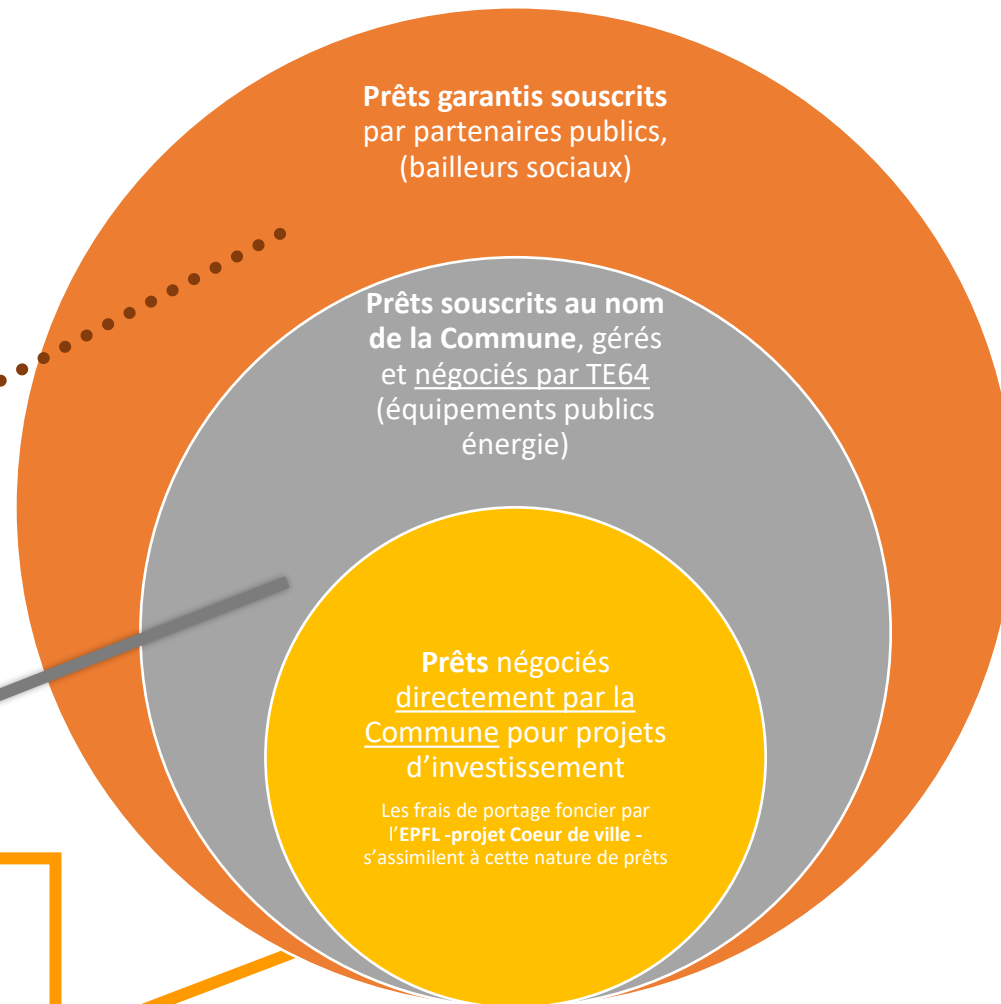 Prêts garantis souscrits
par partenaires publics,
(bailleurs sociaux)
Prêts souscrits au nom
de la Commune, gérés
et négociés par TE64
(équipements publics
énergie)
Prêts négociés
directement par la
Commune pour projets
d’investissement
Les frais de portage foncier par
l’EPFL -projet Coeur de ville -
s’assimilent à cette nature de prêts